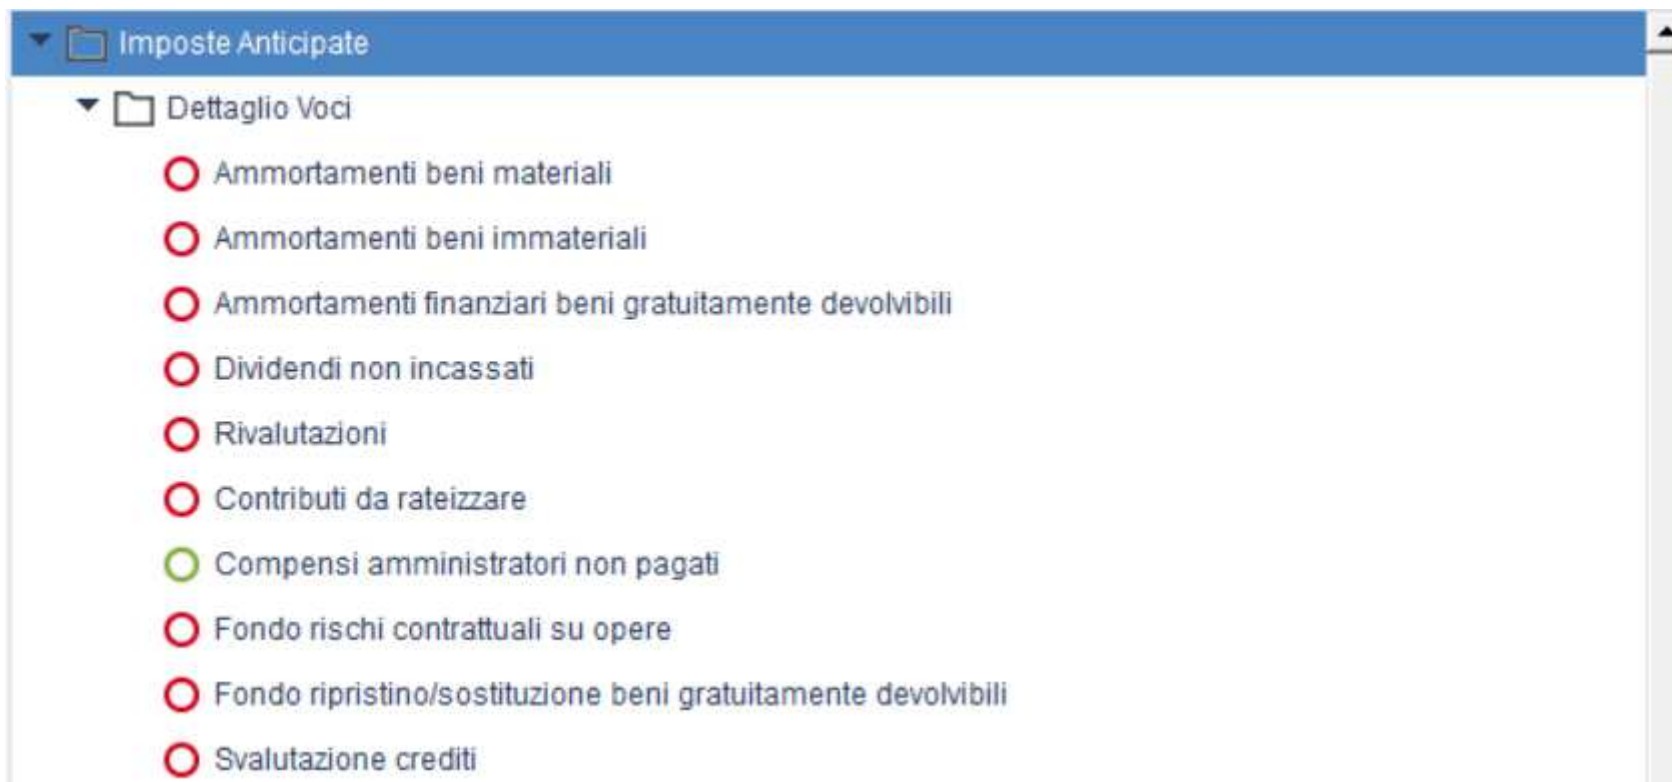 Imposte Anticipate
Dettaglio Voci
Ammortamenti beni materiali
Ammortamenti beni immateriali
Ammortamenti finanziari beni gratuitamente devolvibili
Dividendi non incassati
Rivalutazioni
Contributi da rateizzare
Compensi amministratori non pagati
Fondo rischi contrattuali su opere
Fondo ripristino/sostituzione beni gratuitamente devolvibili
Svalutazione crediti